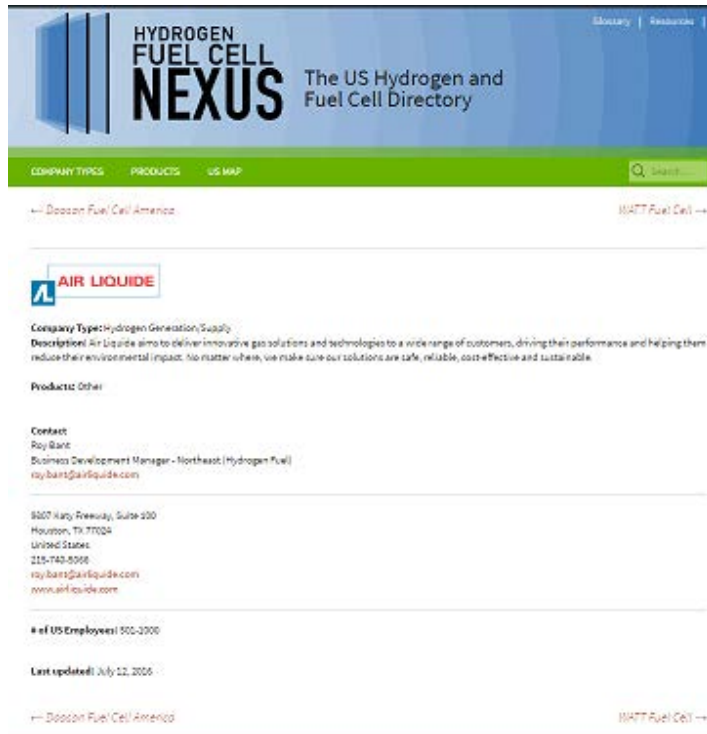 Glossary | Resources |
HYDROGEN
FUEL CELL
NEXUS
The US Hydrogen and
Fuel Cell Directory
COMPANY TYPES PRODUCTS US MAP
Search...
← Doosan Fuel Cell America WATT Fuel Cell →
AIR LIQUIDE
Company Type: Hydrogen Generation/Supply
Description: Air Liquide aims to deliver innovative gas solutions and technologies to a wide range of customers, driving their performance and helping them
reduce their environmental impact. No matter where, we make sure our solutions are safe, reliable, cost-effective and sustainable.
Products: Other
Contact
Roy Bant
Business Development Manager - Northeast (Hydrogen Fuel)
roy.bant@airliquide.com
Katy Freeway, Suite 100
Houston, TX 77024
United States
roy.bant@airliquide.com
www.airliquide.com
# of US Employees: 501-1000
Last updated: July 12, 2016
← Doosan Fuel Cell America WATT Fuel Cell →